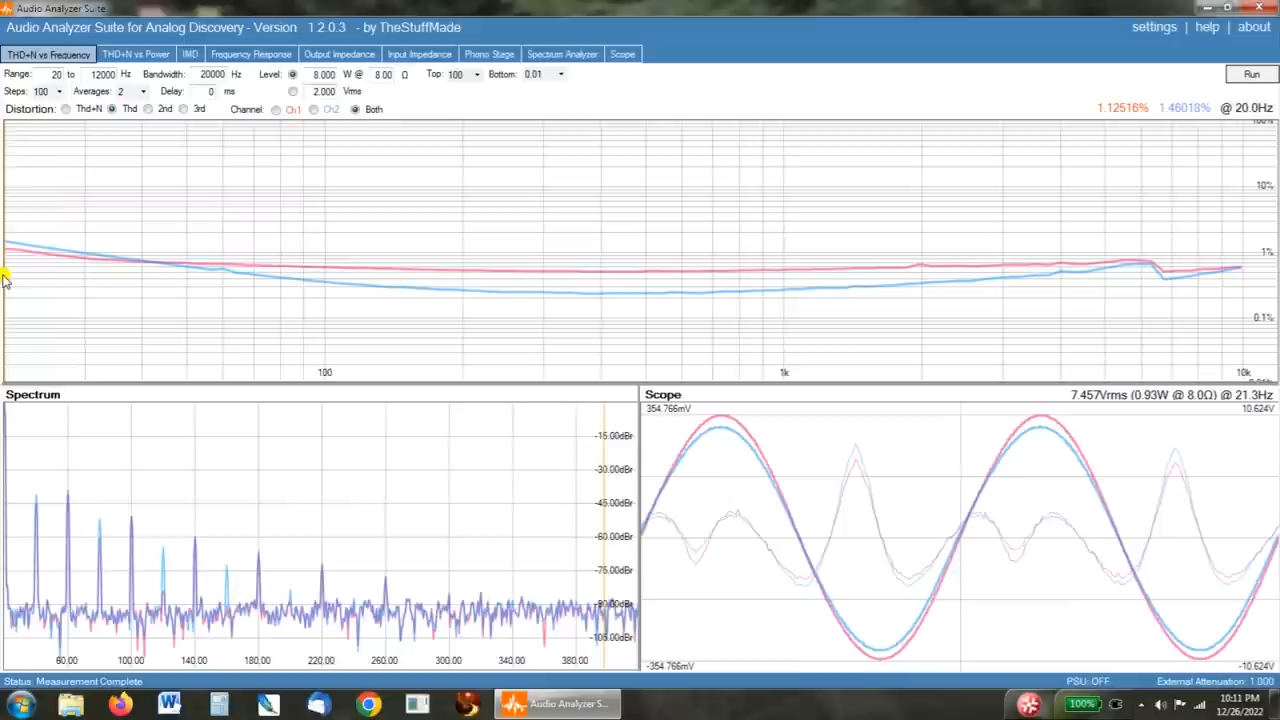 Audio Analyzer Suite
Audio Analyzer Suite for Analog Discovery - Version 1.2.0.3 - by TheStuffMade
settings | help | about
THD+N vs Frequency THD+N vs Power IMD Frequency Response Output Impedance Input Impedance Phono Stage Spectrum Analyzer Scope
Range: 20 to 12000 Hz Bandwidth: 20000 Hz Level: 8.000 W @ 8.00 Ω Top: 100 Bottom: 0.01 Run
Steps: 100 Averages: 2 Delay: 0 ms 2.000 Vrms
Distortion: Thd+N Thd 2nd 3rd Channel: Ch1 Ch2 Both 1.12516% 1.46018% @ 20.0Hz
100%
10%
1%
0.1%
100 1k 10k
0.01%
Spectrum
-15.00dBr
-30.00dBr
-45.00dBr
-60.00dBr
-75.00dBr
-90.00dBr
-105.00dBr
60.00 100.00 140.00 180.00 220.00 260.00 300.00 340.00 380.00
Scope 7.457Vrms (0.93W @ 8.0Ω) @ 21.3Hz
354.766mV 10.624V
-354.766mV -10.624V
Status: Measurement Complete PSU: OFF External Attenuation: 1.000
Audio Analyzer S... 100% 10:11 PM
12/26/2022